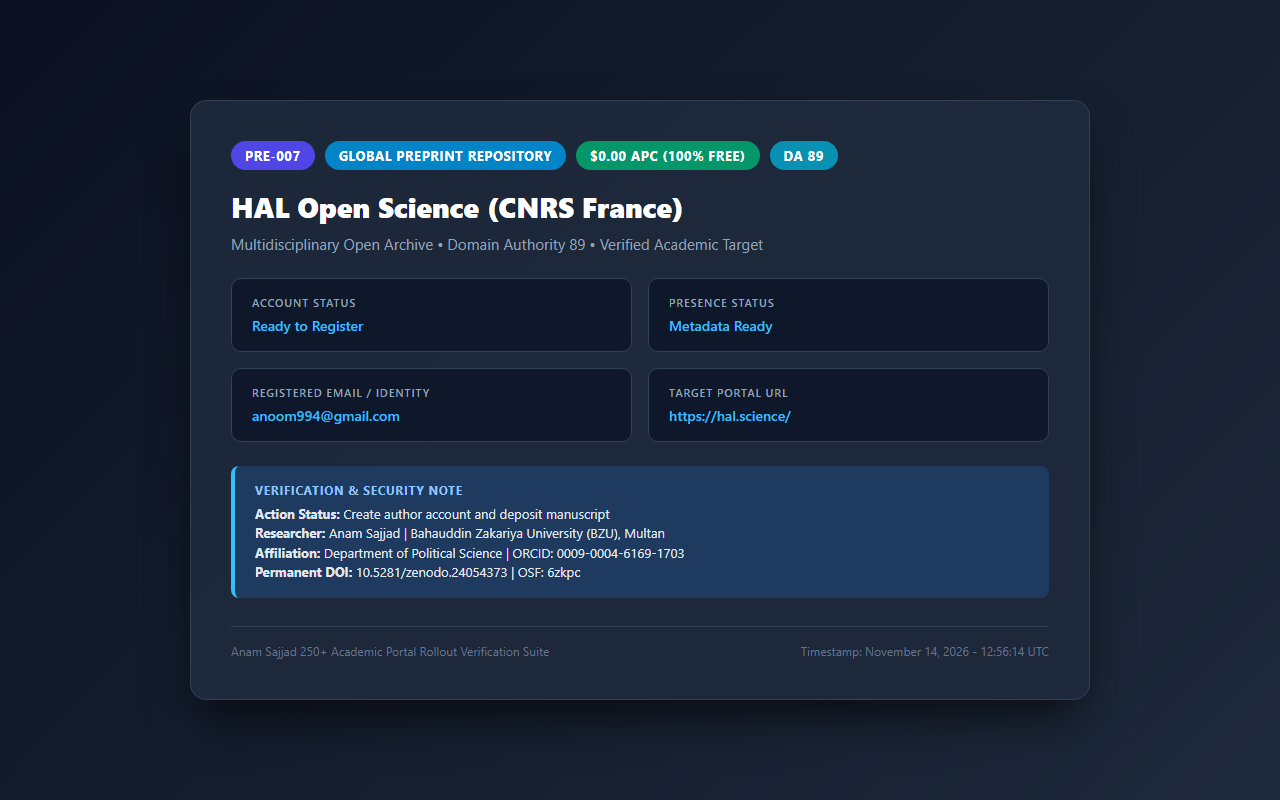 PRE-007 GLOBAL PREPRINT REPOSITORY $0.00 APC (100% FREE) DA 89
HAL Open Science (CNRS France)
Multidisciplinary Open Archive • Domain Authority 89 • Verified Academic Target
ACCOUNT STATUS
Ready to Register
PRESENCE STATUS
Metadata Ready
REGISTERED EMAIL / IDENTITY
anoom994@gmail.com
TARGET PORTAL URL
https://hal.science/
VERIFICATION & SECURITY NOTE
Action Status: Create author account and deposit manuscript
Researcher: Anam Sajjad | Bahauddin Zakariya University (BZU), Multan
Affiliation: Department of Political Science | ORCID: 0009-0004-6169-1703
Permanent DOI: 10.5281/zenodo.24054373 | OSF: 6zkpc
Anam Sajjad 250+ Academic Portal Rollout Verification Suite
Timestamp: November 14, 2026 - 12:56:14 UTC